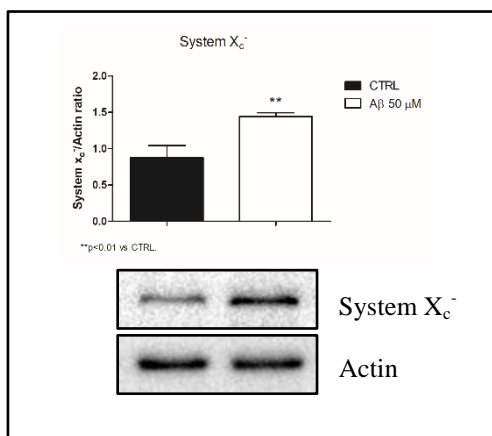 System Xc-
System xc-/Actin ratio
2.0
1.5
1.0
0.5
0.0
**
CTRL
Aβ 50 μM
**p<0.01 vs CTRL.
System Xc-
Actin